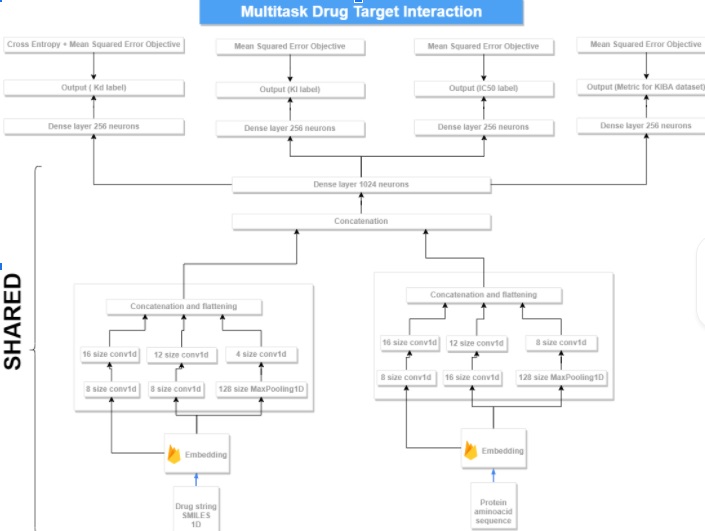 Multitask Drug Target Interaction
Cross Entropy + Mean Squared Error Objective
Mean Squared Error Objective
Mean Squared Error Objective
Mean Squared Error Objective
Output ( Kd label)
Output (KI label)
Output (IC50 label)
Output (Metric for KIBA dataset)
Dense layer 256 neurons
Dense layer 256 neurons
Dense layer 256 neurons
Dense layer 256 neurons
Dense layer 1024 neurons
Concatenation
SHARED
Concatenation and flattening
16 size conv1d
12 size conv1d
4 size conv1d
8 size conv1d
8 size conv1d
128 size MaxPooling1D
Embedding
Drug string
SMILES
1D
Concatenation and flattening
16 size conv1d
12 size conv1d
8 size conv1d
8 size conv1d
16 size conv1d
128 size MaxPooling1D
Embedding
Protein
aminoacid
sequence